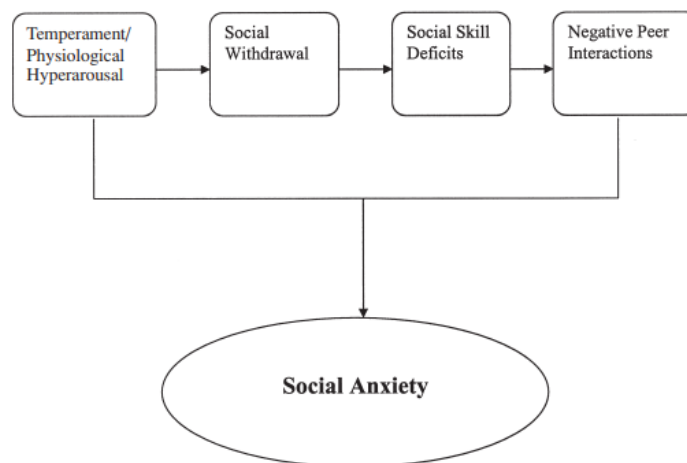 Temperament/
Physiological
Hyperarousal
Social
Withdrawal
Social Skill
Deficits
Negative Peer
Interactions
Social Anxiety